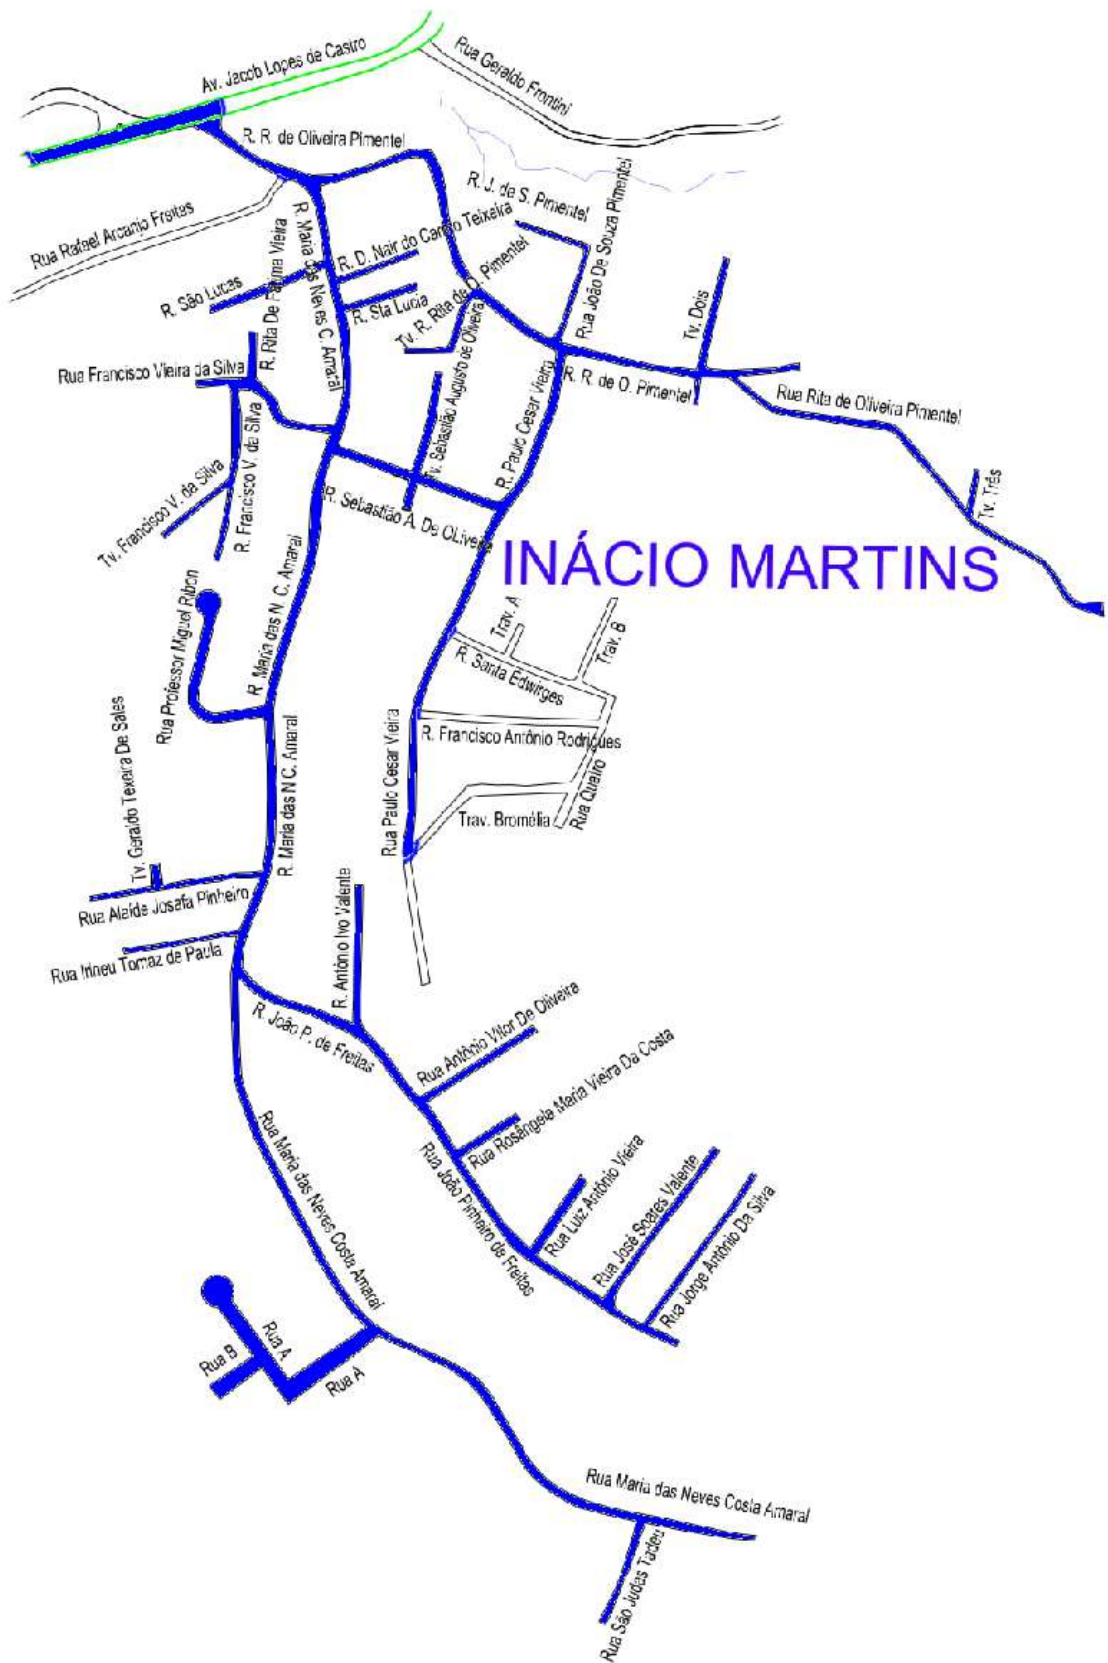 Av. Jacob Lopes de Castro
Rua Geraldo Frontini
R. R. de Oliveira Pimentel
R. J. de S. Pimentel
Rua João De Souza Pimentel
Rua Rafael Arcanjo Freitas
R. Maria das Neves C. Amaral
R. D. Nair do Carmo Teixeira
R. São Lucas
R. Rita De Fatima Vieira
R. Sta Lucia
Tv. R. Rita de O. Pimentel
Tv. Dois
Rua Francisco Vieira da Silva
Tv. Sebastião Augusto de Oliveira
R. Paulo Cesar Vieira
R. R. de O. Pimentel
Rua Rita de Oliveira Pimentel
R. Francisco V. da Silva
Tv. Francisco V. da Silva
R. Sebastião A. De OLiveira
Tv. Três
INÁCIO MARTINS
R. Maria das N C. Amaral
Rua Professor Miguel Ribon
Trav. A
Trav. B
R. Santa Edwirges
R. Francisco Antônio Rodrigues
Rua Paulo Cesar Vieira
Rua Quatro
Trav. Bromélia
Tv. Geraldo Texeira De Sales
R. Maria das N C. Amaral
Rua Alaíde Josafa Pinheiro
Rua Irineu Tomaz de Paula
R. Antônio Ivo Valente
R. João P. de Freitas
Rua Antônio Vitor De Oliveira
Rua Rosângela Maria Vieira Da Costa
Rua Maria das Neves Costa Amaral
Rua João Pinheiro de Freitas
Rua Luiz Antônio Vieira
Rua José Soares Valente
Rua Jorge Antônio Da Silva
Rua B
Rua A
Rua A
Rua Maria das Neves Costa Amaral
Rua São Judas Tadeu